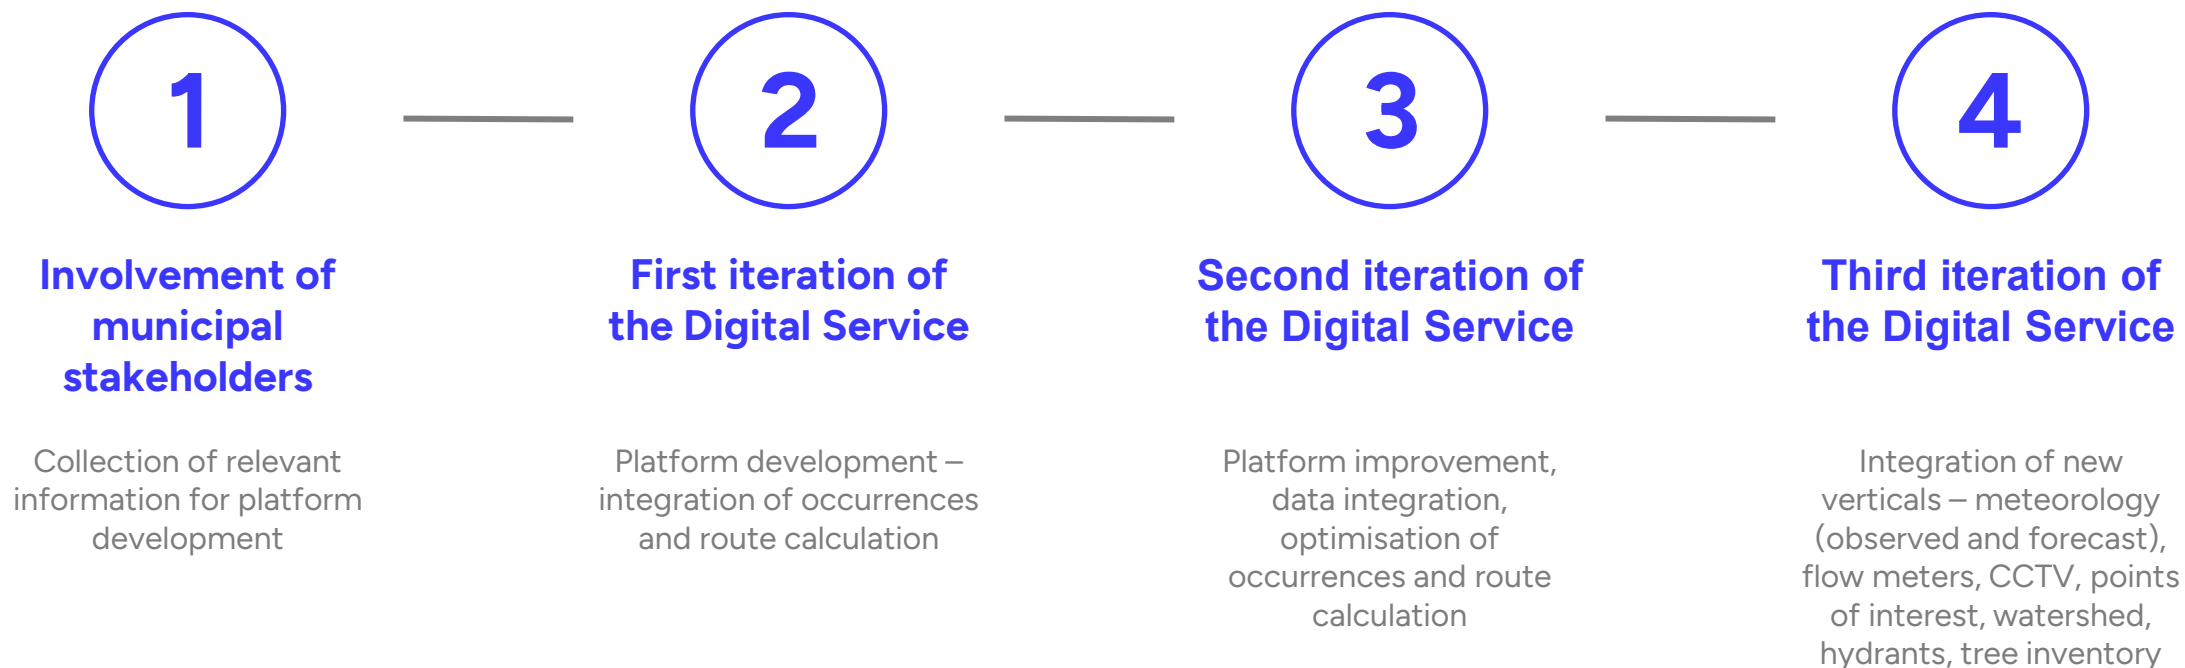 1
Involvement of
municipal
stakeholders
Collection of relevant
information for platform
development
2
First iteration of
the Digital Service
Platform development –
integration of occurrences
and route calculation
3
Second iteration of
the Digital Service
Platform improvement,
data integration,
optimisation of
occurrences and route
calculation
4
Third iteration of
the Digital Service
Integration of new
verticals – meteorology
(observed and forecast),
flow meters, CCTV, points
of interest, watershed,
hydrants, tree inventory